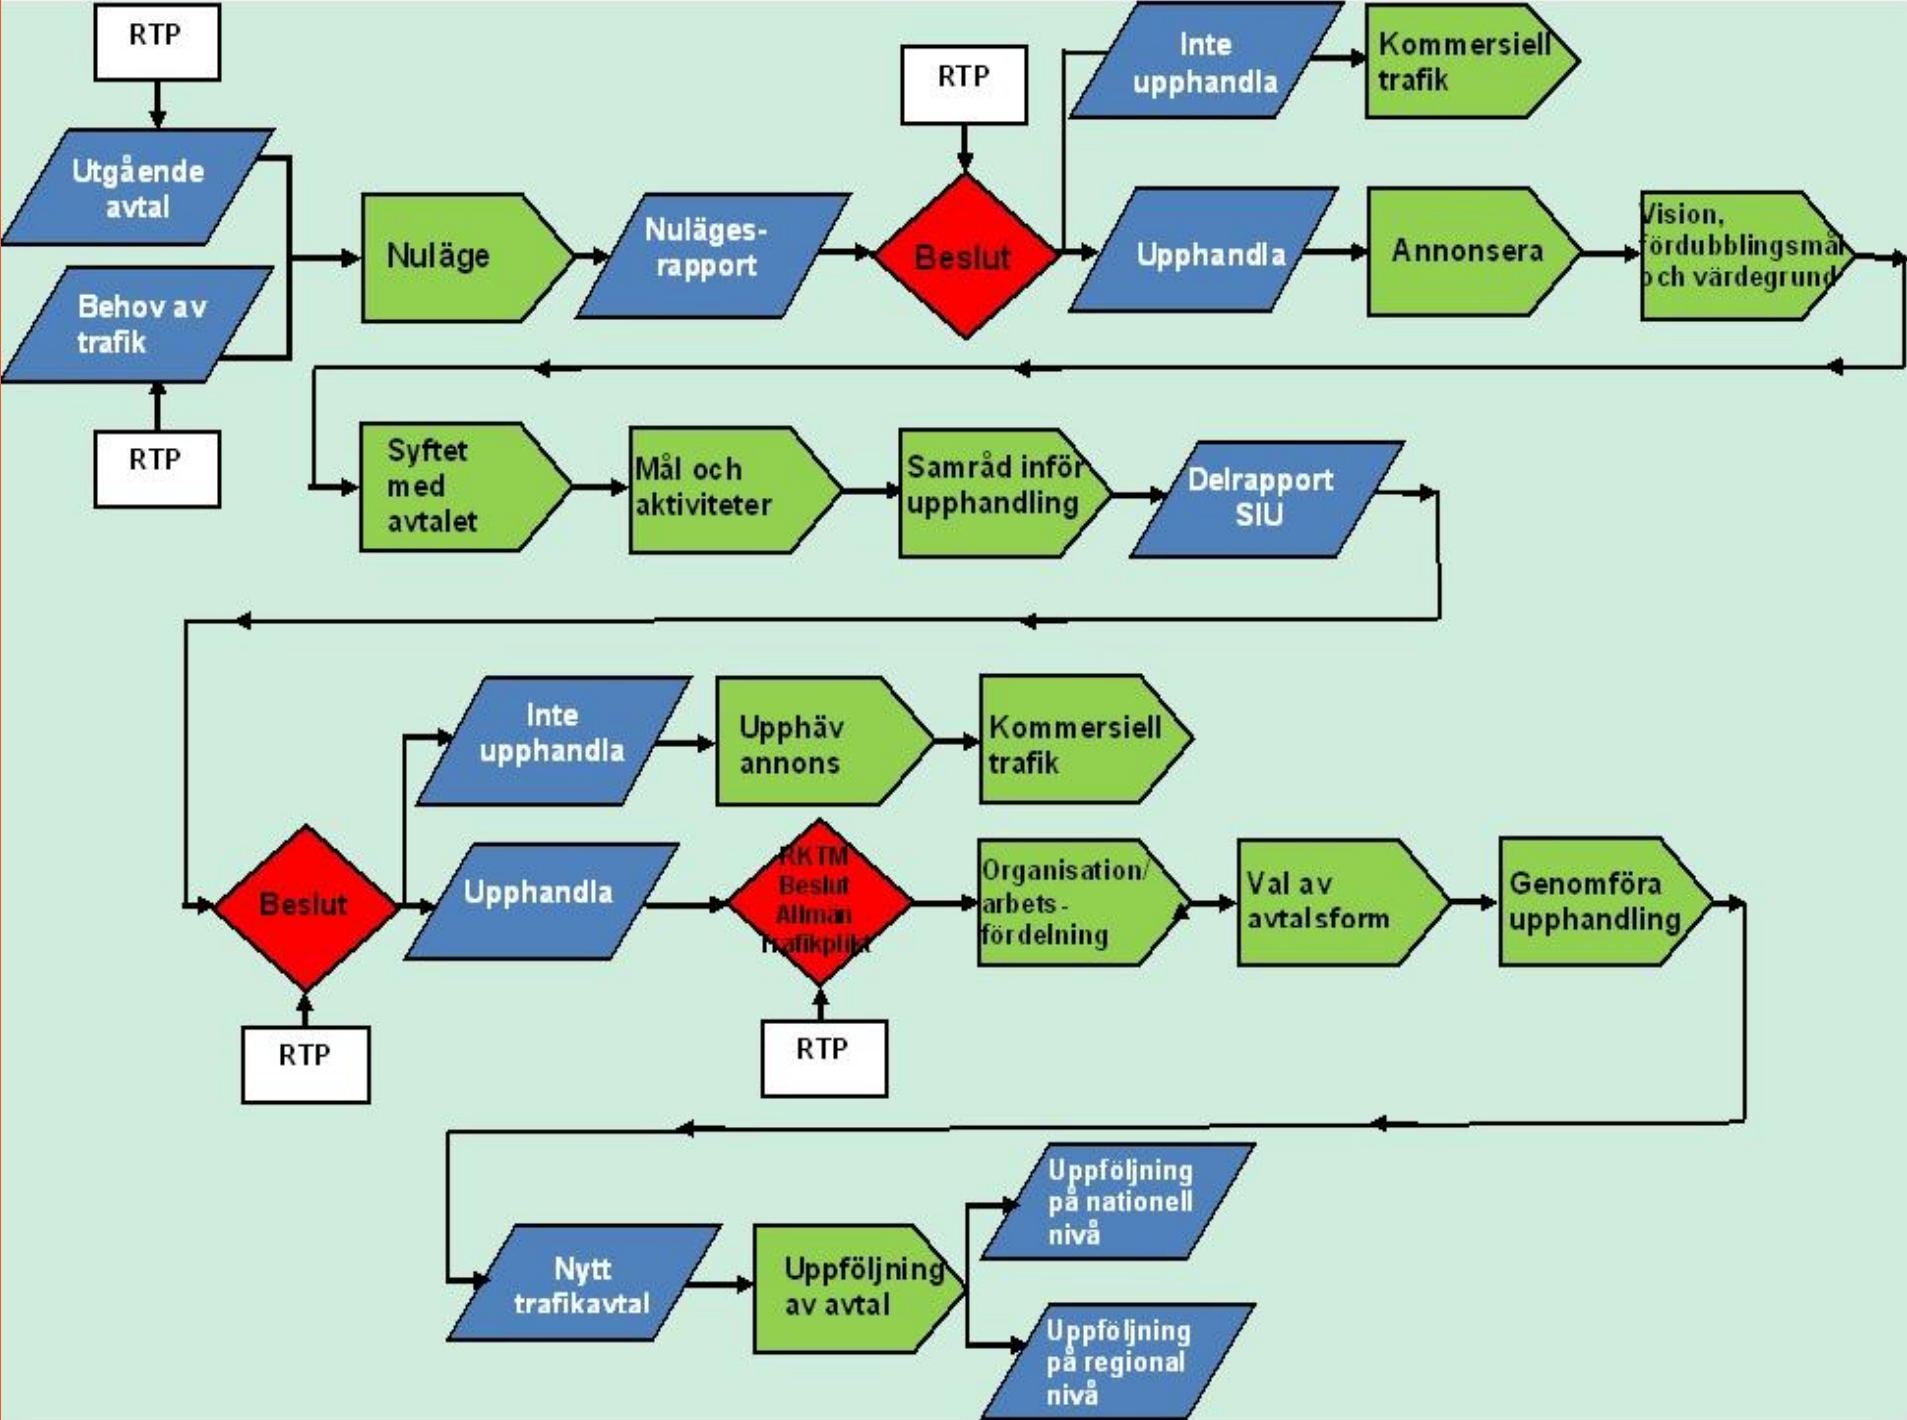 RTP
Utgående
avtal
Behov av
trafik
RTP
Nuläge
Nuläges-
rapport
RTP
Beslut
Inte
upphandla
Kommersiell
trafik
Upphandla
Annonsera
Vision,
fördubblingsmål
och värdegrund
Syftet
med
avtalet
Mål och
aktiviteter
Samråd inför
upphandling
Delrapport
SIU
Beslut
RTP
Inte
upphandla
Upphäv
annons
Kommersiell
trafik
Upphandla
RKTM
Beslut
Allmän
Trafikplikt
RTP
Organisation/
arbets-
fördelning
Val av
avtalsform
Genomföra
upphandling
Nytt
trafikavtal
Uppföljning
av avtal
Uppföljning
på nationell
nivå
Uppföljning
på regional
nivå